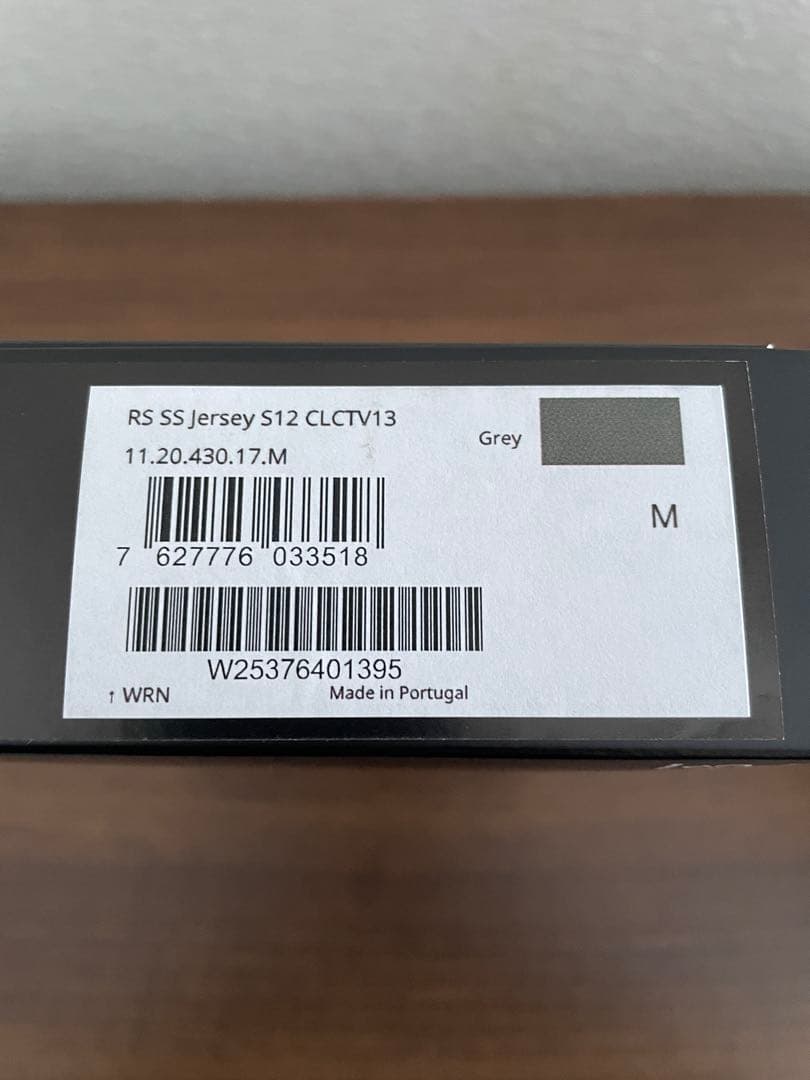 RS SS Jersey S12 CLCTV13
Grey
11.20.430.17.M
M
7 627776 033518
W25376401395
↑ WRN
Made in Portugal